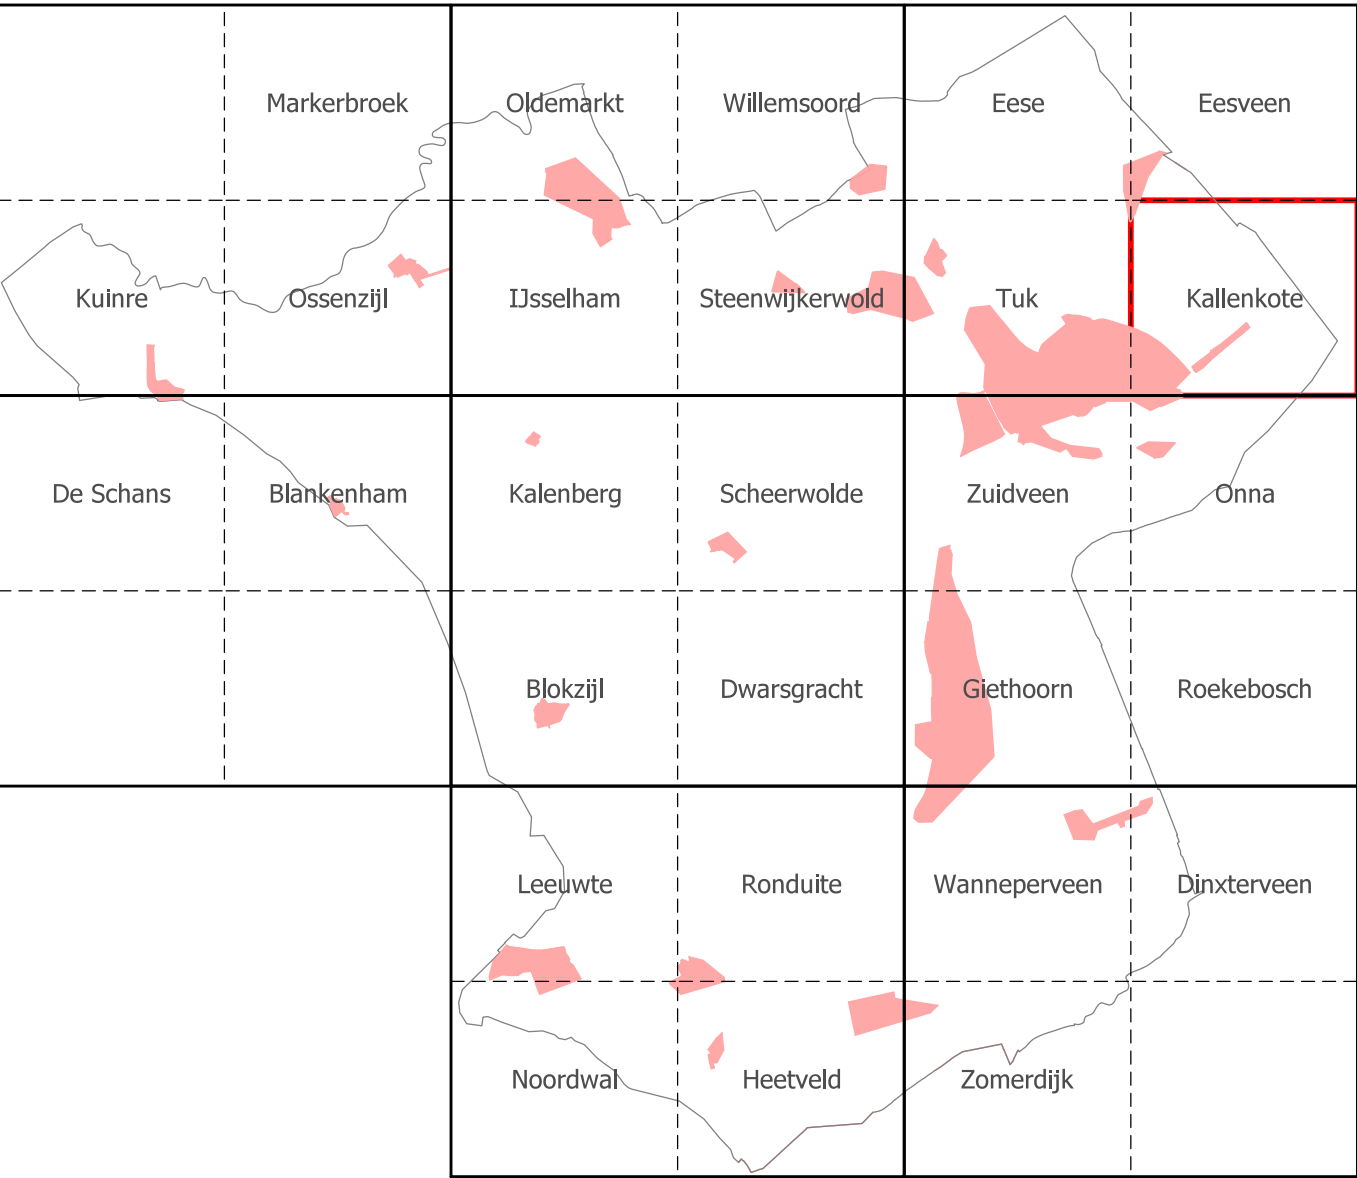 Markerbroek
Oldemarkt
Willemsoord
Eese
Eesveen
Kuinre
Ossenzijl
IJsselham
Steenwijkerwold
Tuk
Kallenkote
De Schans
Blankenham
Kalenberg
Scheerwolde
Zuidveen
Onna
Blokzijl
Dwarsgracht
Giethoorn
Roekebosch
Leeuwte
Ronduite
Wanneperveen
Dinxterveen
Noordwal
Heetveld
Zomerdijk